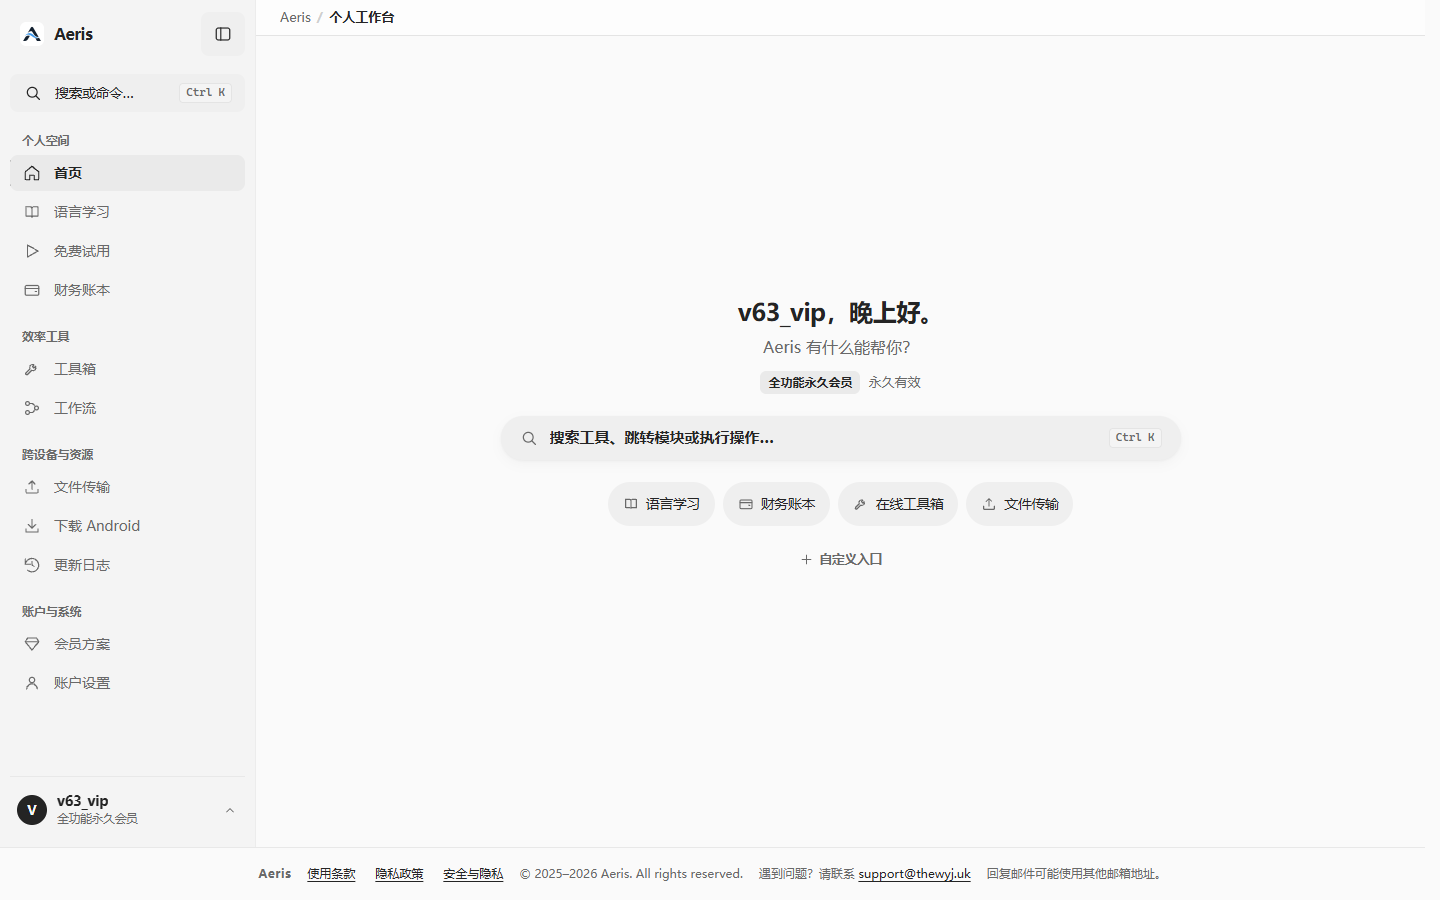 Aeris
搜索或命令... Ctrl K
个人空间
首页
语言学习
免费试用
财务账本
效率工具
工具箱
工作流
跨设备与资源
文件传输
下载 Android
更新日志
账户与系统
会员方案
账户设置
V
v63_vip
全功能永久会员
Aeris / 个人工作台
v63_vip，晚上好。
Aeris 有什么能帮你？
全功能永久会员 永久有效
搜索工具、跳转模块或执行操作... Ctrl K
语言学习 财务账本 在线工具箱 文件传输
自定义入口
Aeris 使用条款 隐私政策 安全与隐私 © 2025–2026 Aeris. All rights reserved. 遇到问题？请联系 support@thewyj.uk 回复邮件可能使用其他邮箱地址。